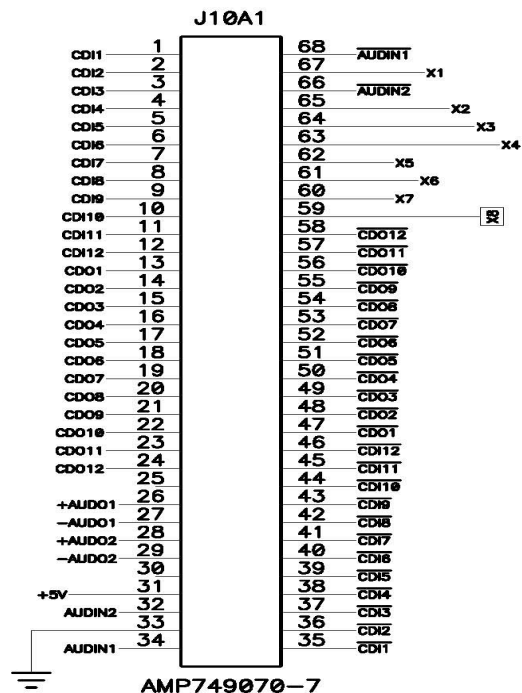 J10A1
CDI1 1 68 AUDIN1
CDI2 2 67 X1
CDI3 3 66 AUDIN2
CDI4 4 65 X2
CDI5 5 64 X3
CDI6 6 63 X4
CDI7 7 62 X5
CDI8 8 61 X6
CDI9 9 60 X7
CDI10 10 59 X8
CDI11 11 58 CDO12
CDI12 12 57 CDO11
CDO1 13 56 CDO10
CDO2 14 55 CDO9
CDO3 15 54 CDO8
CDO4 16 53 CDO7
CDO5 17 52 CDO6
CDO6 18 51 CDO5
CDO7 19 50 CDO4
CDO8 20 49 CDO3
CDO9 21 48 CDO2
CDO10 22 47 CDO1
CDO11 23 46 CDI12
CDO12 24 45 CDI11
25 44 CDI10
+AUDO1 26 43 CDI9
-AUDO1 27 42 CDI8
+AUDO2 28 41 CDI7
-AUDO2 29 40 CDI6
30 39 CDI5
+5V 31 38 CDI4
AUDIN2 32 37 CDI3
33 36 CDI2
AUDIN1 34 35 CDI1
AMP749070-7